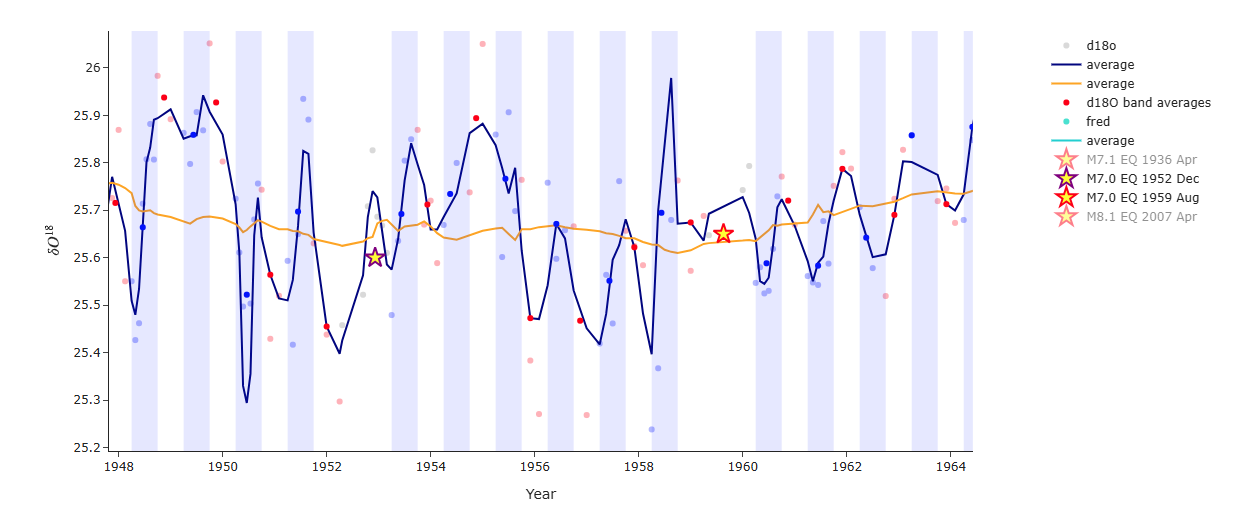 26
25.9
25.8
25.7
25.6
25.5
25.4
25.3
25.2
δO¹⁸
1948 1950 1952 1954 1956 1958 1960 1962 1964
Year
d18o
average
average
d18O band averages
fred
average
M7.1 EQ 1936 Apr
M7.0 EQ 1952 Dec
M7.0 EQ 1959 Aug
M8.1 EQ 2007 Apr